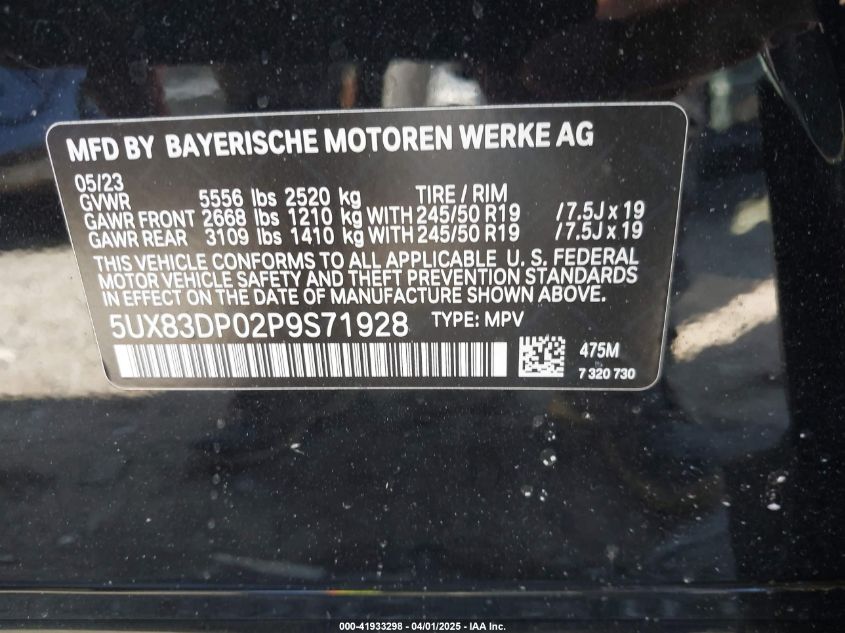 MFD BY BAYERISCHE MOTOREN WERKE AG
05/23
GVWR 5556 lbs 2520 kg TIRE / RIM
GAWR FRONT 2668 lbs 1210 kg WITH 245/50 R19 /7.5J x 19
GAWR REAR 3109 lbs 1410 kg WITH 245/50 R19 /7.5J x 19
THIS VEHICLE CONFORMS TO ALL APPLICABLE U. S. FEDERAL
MOTOR VEHICLE SAFETY AND THEFT PREVENTION STANDARDS
IN EFFECT ON THE DATE OF MANUFACTURE SHOWN ABOVE.
5UX83DP02P9S71928 TYPE: MPV
475M
7 320 730
000-41933298 - 04/01/2025 - IAA Inc.